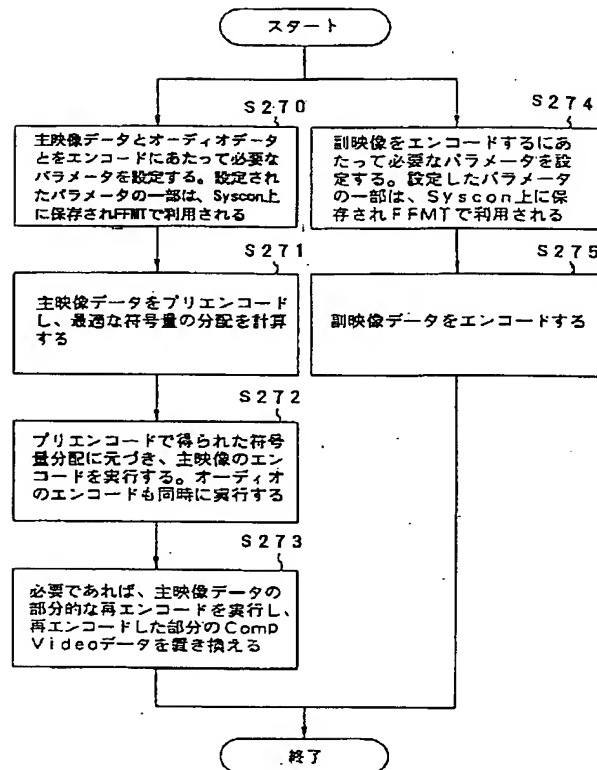 スタート
S270
主映像データとオーディオデータ
とをエンコードにあたって必要な
パラメータを設定する。設定され
たパラメータの一部は、Syscon上
に保存されFFMTで利用される
S274
副映像をエンコードするにあ
たって必要なパラメータを設
定する。設定したパラメータ
の一部は、Syscon上に保
存されFFMTで利用される
S271
主映像データをプリエンコード
し、最適な符号量の分配を計算
する
S275
副映像データをエンコードする
S272
プリエンコードで得られた符号
量分配に元づき、主映像のエン
コードを実行する。オーディオ
のエンコードも同時に実行する
S273
必要であれば、主映像データの
部分的な再エンコードを実行し、
再エンコードした部分のComp
Videoデータを置き換える
終了